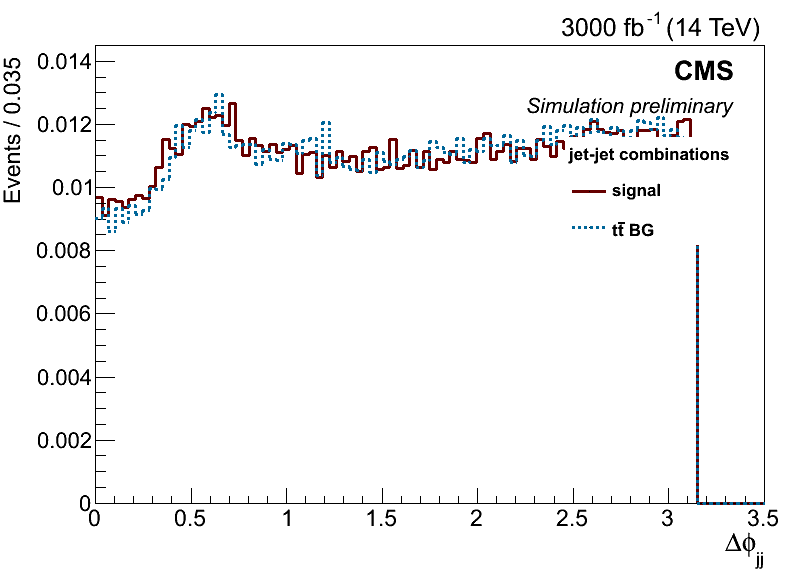 3000 fb⁻¹ (14 TeV)
CMS
Simulation preliminary
Events / 0.035
0.014
0.012
0.01
0.008
0.006
0.004
0.002
0
jet-jet combinations
signal
tt̄ BG
0 0.5 1 1.5 2 2.5 3 3.5
Δϕjj